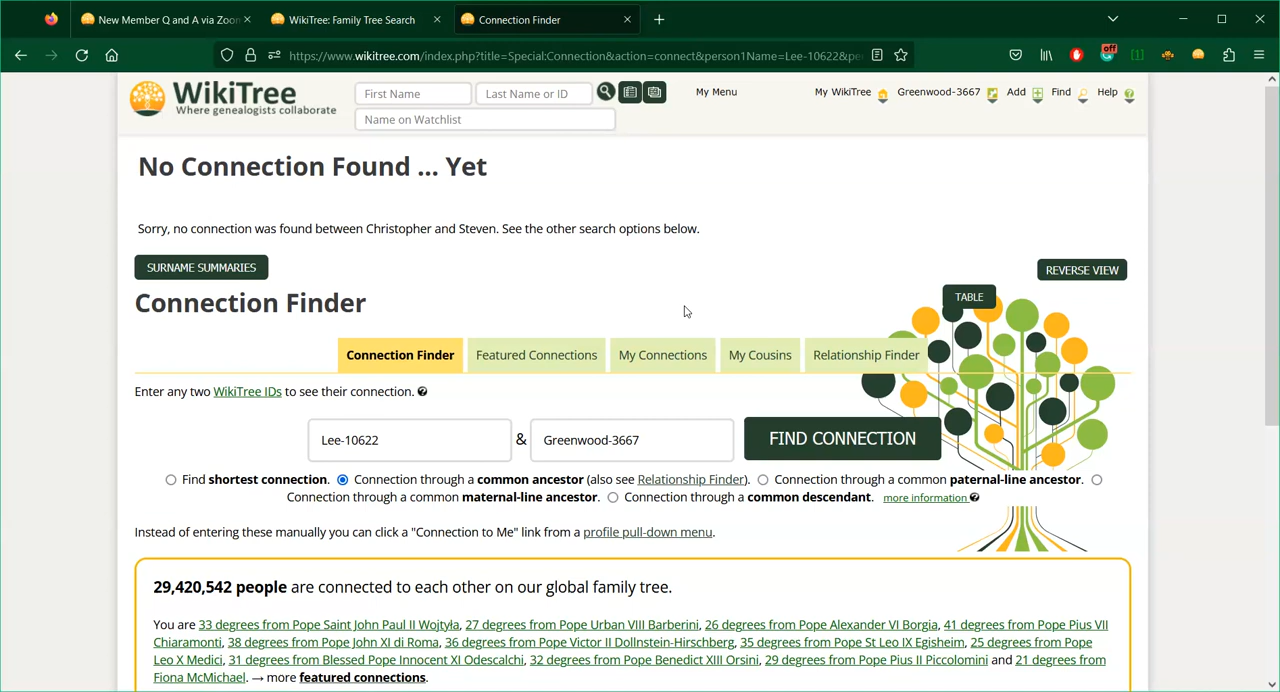 New Member Q and A via Zoom
WikiTree: Family Tree Search
Connection Finder
https://www.wikitree.com/index.php?title=Special:Connection&action=connect&person1Name=Lee-10622&pe
off
WikiTree
Where genealogists collaborate
First Name
Last Name or ID
Name on Watchlist
My Menu
My WikiTree
Greenwood-3667
Add
Find
Help
No Connection Found ... Yet
Sorry, no connection was found between Christopher and Steven. See the other search options below.
SURNAME SUMMARIES
REVERSE VIEW
TABLE
Connection Finder
Connection Finder
Featured Connections
My Connections
My Cousins
Relationship Finder
Enter any two WikiTree IDs to see their connection.
Lee-10622 & Greenwood-3667 FIND CONNECTION
Find shortest connection. Connection through a common ancestor (also see Relationship Finder). Connection through a common paternal-line ancestor.
Connection through a common maternal-line ancestor. Connection through a common descendant. more information
Instead of entering these manually you can click a "Connection to Me" link from a profile pull-down menu.
29,420,542 people are connected to each other on our global family tree.
You are 33 degrees from Pope Saint John Paul II Wojtyła, 27 degrees from Pope Urban VIII Barberini, 26 degrees from Pope Alexander VI Borgia, 41 degrees from Pope Pius VII
Chiaramonti, 38 degrees from Pope John XI di Roma, 36 degrees from Pope Victor II Dollnstein-Hirschberg, 35 degrees from Pope St Leo IX Egisheim, 25 degrees from Pope
Leo X Medici, 31 degrees from Blessed Pope Innocent XI Odescalchi, 32 degrees from Pope Benedict XIII Orsini, 29 degrees from Pope Pius II Piccolomini and 21 degrees from
Fiona McMichael. → more featured connections.